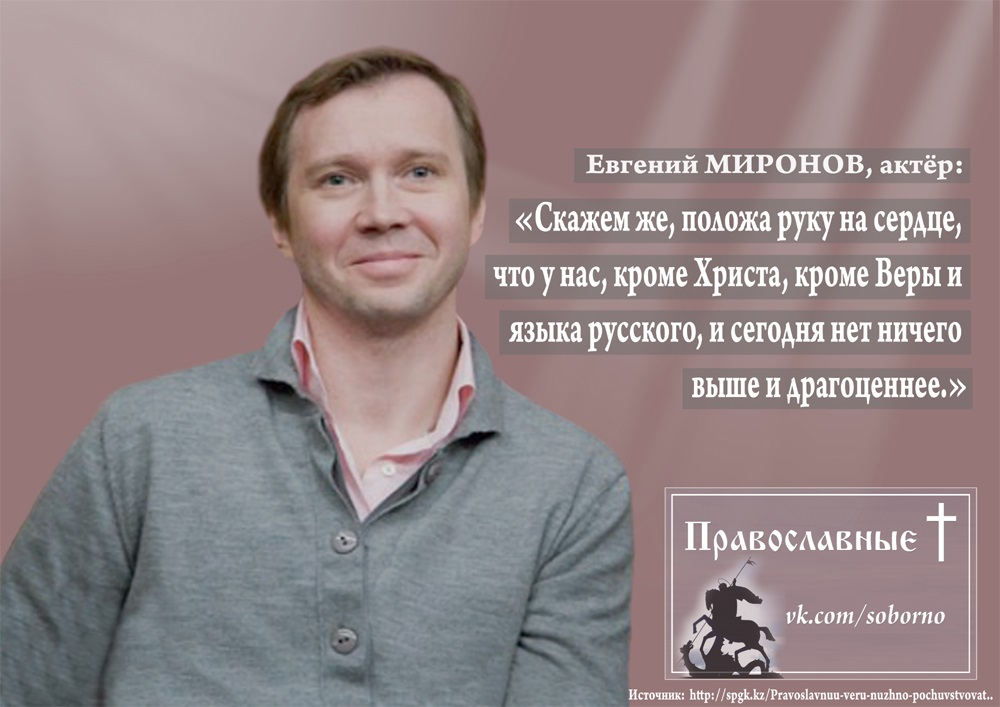 Евгений МИРОНОВ, актёр:
«Скажем же, положа руку на сердце,
что у нас, кроме Христа, кроме Веры и
языка русского, и сегодня нет ничего
выше и драгоценнее.»
Православные
vk.com/soborno
Источник: http://spgk.kz/Pravoslavnuu-veru-nuzhno-pochuvstvovat..